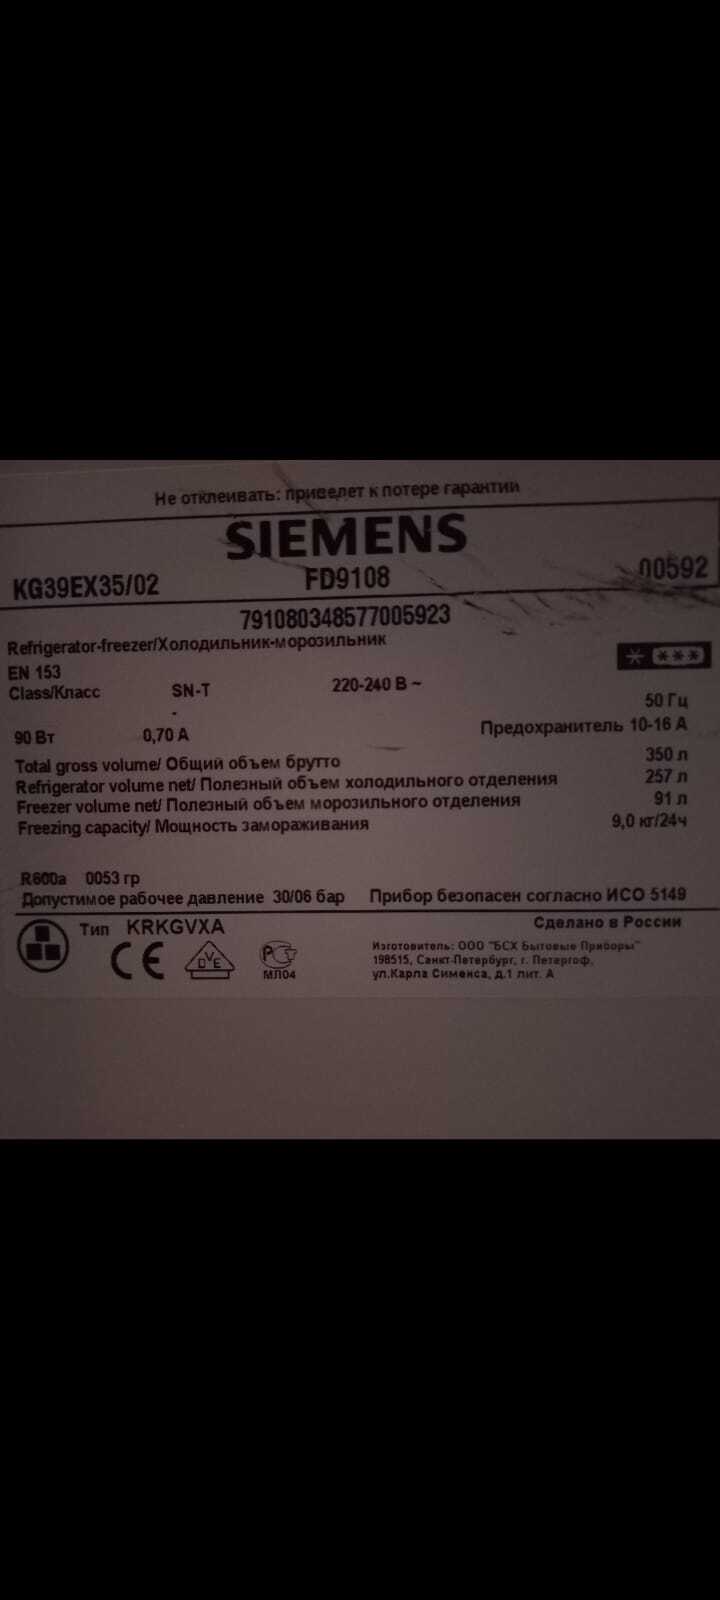 Не отклеивать: приведет к потере гарантии
SIEMENS
KG39EX35/02 FD9108 00592
791080348577005923
Refrigerator-freezer/Холодильник-морозильник
EN 153
Class/Класс SN-T 220-240 В ~ 50 Гц
-
90 Вт 0,70 А Предохранитель 10-16 А
Total gross volume/ Общий объем брутто 350 л
Refrigerator volume net/ Полезный объем холодильного отделения 257 л
Freezer volume net/ Полезный объем морозильного отделения 91 л
Freezing capacity/ Мощность замораживания 9,0 кг/24ч
R600a 0053 гр
Допустимое рабочее давление 30/06 бар Прибор безопасен согласно ИСО 5149
Тип KRKGVXA Сделано в России
CE DVE РСТ МЛ04
Изготовитель: ООО "БСХ Бытовые Приборы"
198515, Санкт-Петербург, г. Петергоф,
ул.Карла Сименса, д.1 лит. А